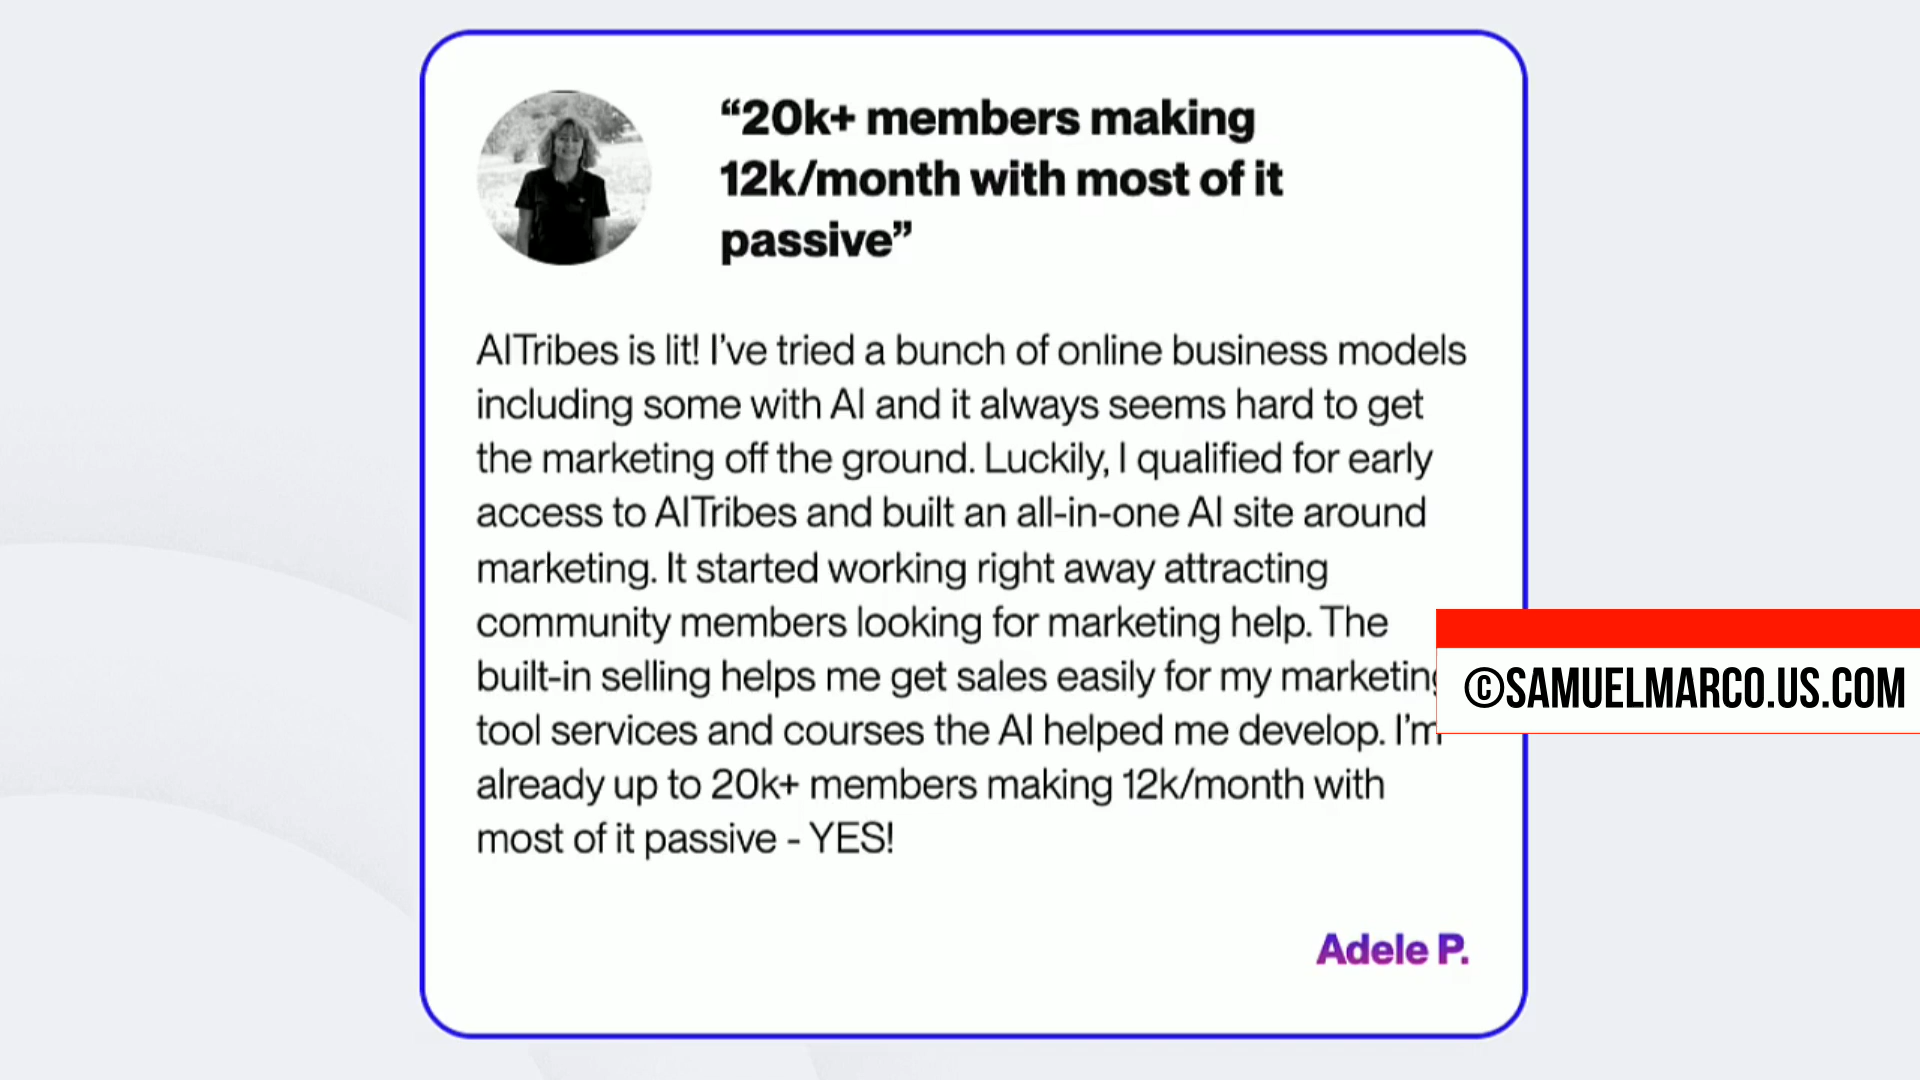 “20k+ members making
12k/month with most of it
passive”
AITribes is lit! I’ve tried a bunch of online business models
including some with AI and it always seems hard to get
the marketing off the ground. Luckily, I qualified for early
access to AITribes and built an all-in-one AI site around
marketing. It started working right away attracting
community members looking for marketing help. The
built-in selling helps me get sales easily for my marketing
tool services and courses the AI helped me develop. I’m
already up to 20k+ members making 12k/month with
most of it passive - YES!
©SAMUELMARCO.US.COM
Adele P.